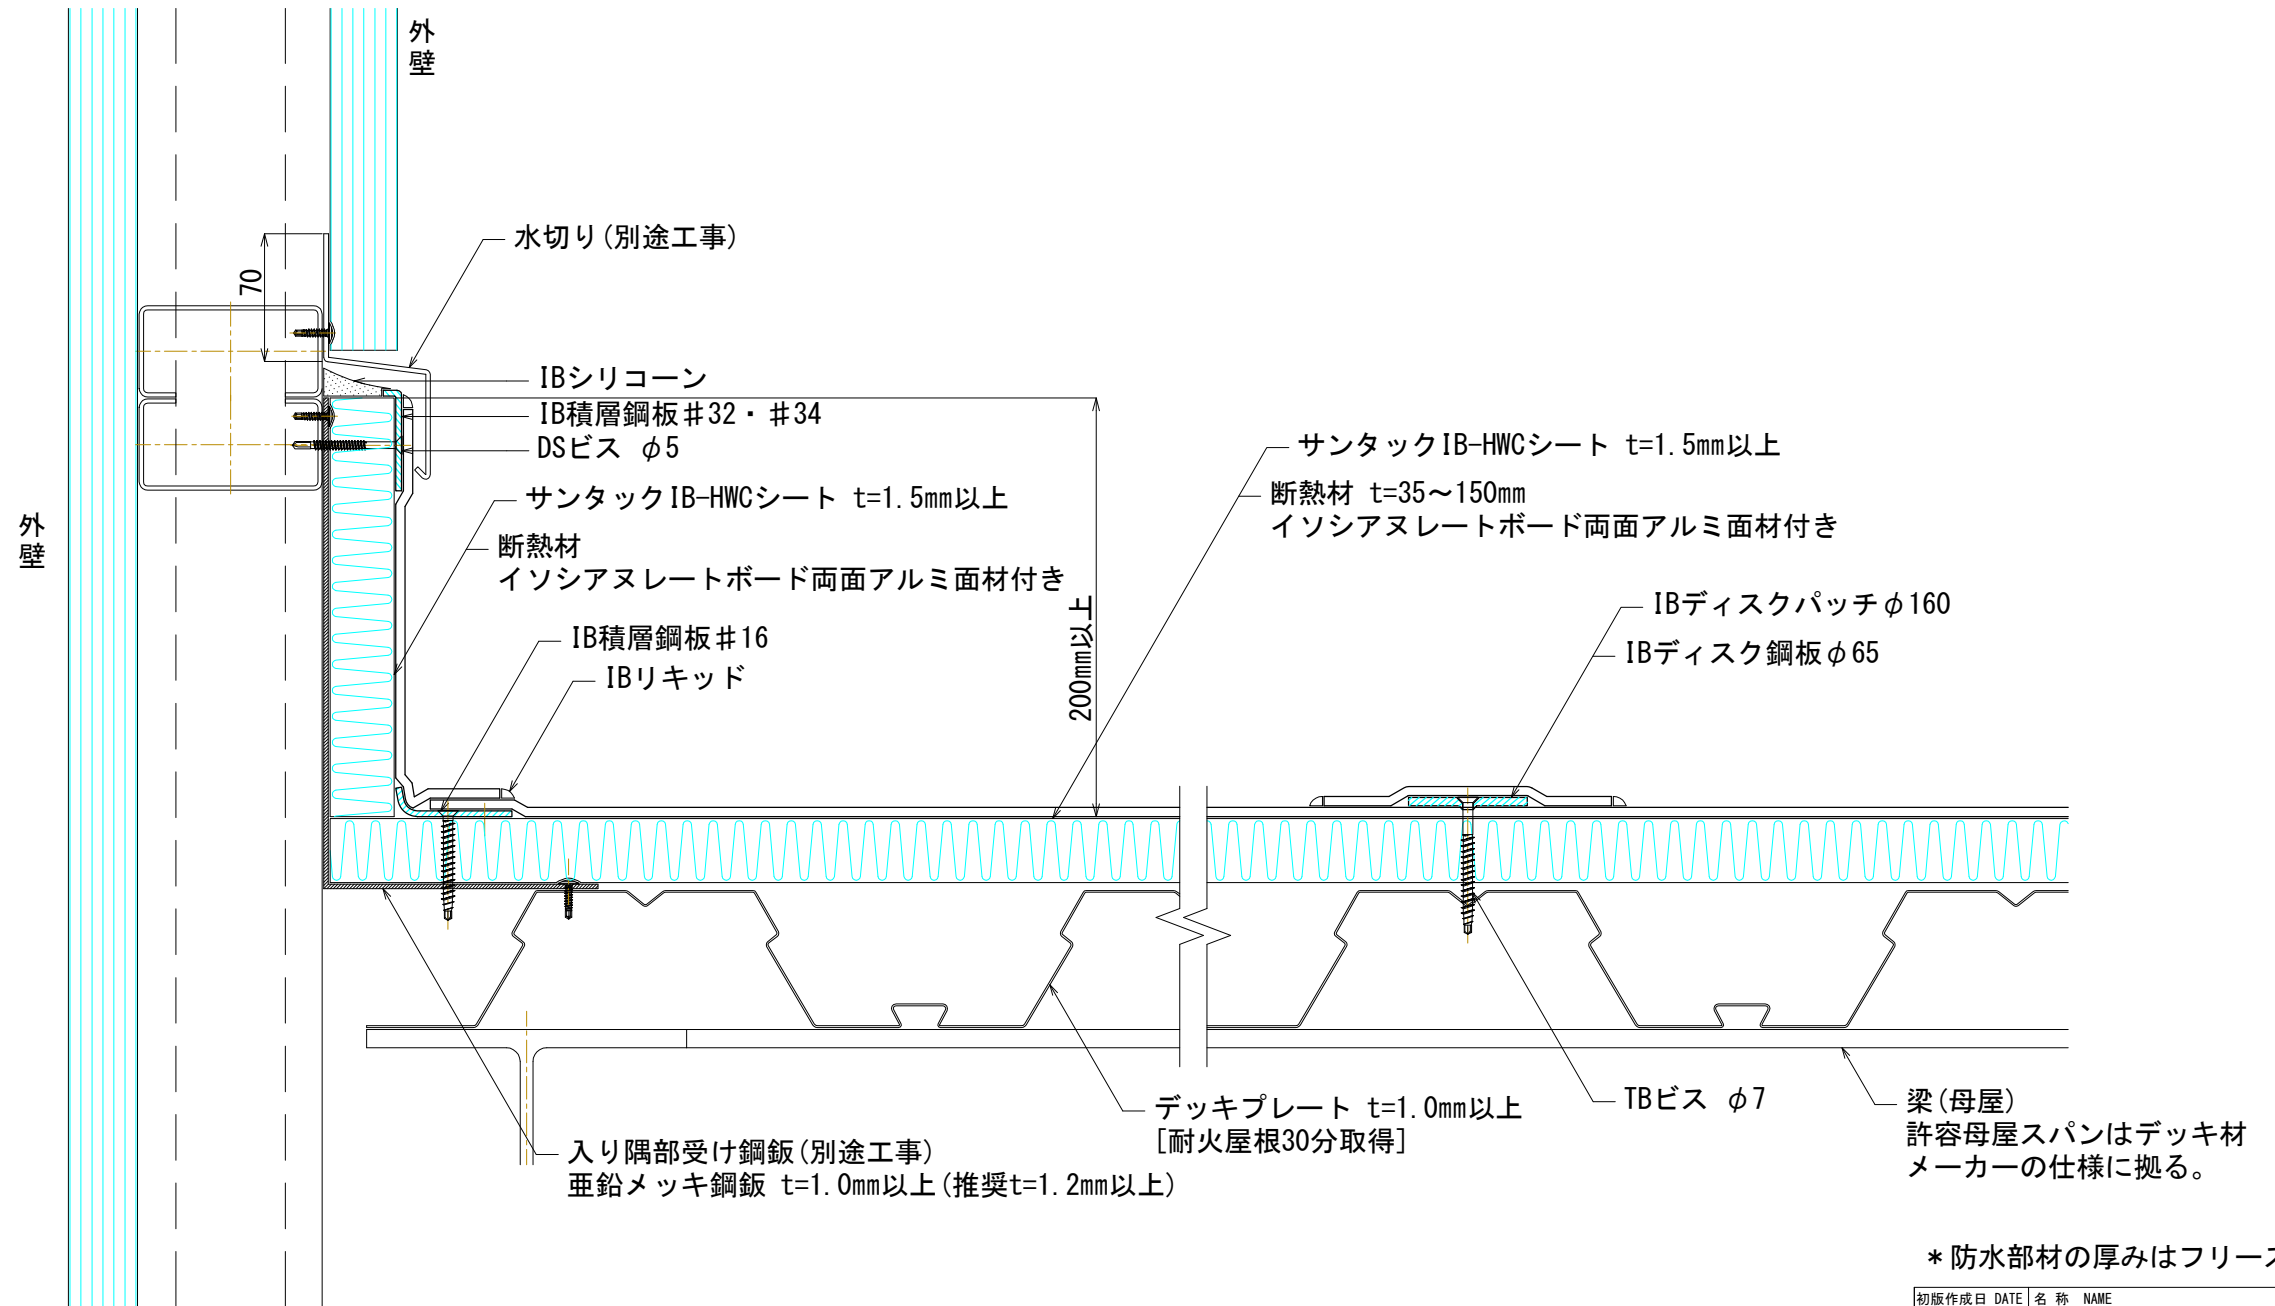 外壁
水切り(別途工事)
70
IBシリコーン
IB積層鋼板♯32・♯34
DSビス φ5
サンタックIB-HWCシート t=1.5mm以上
断熱材
イソシアヌレートボード両面アルミ面材付き
IB積層鋼板♯16
IBリキッド
外壁
200mm以上
サンタックIB-HWCシート t=1.5mm以上
断熱材 t=35～150mm
イソシアヌレートボード両面アルミ面材付き
IBディスクパッチφ160
IBディスク鋼板φ65
デッキプレート t=1.0mm以上
[耐火屋根30分取得]
TBビス φ7
梁(母屋)
許容母屋スパンはデッキ材
メーカーの仕様に拠る。
入り隅部受け鋼鈑(別途工事)
亜鉛メッキ鋼鈑 t=1.0mm以上(推奨t=1.2mm以上)
*防水部材の厚みはフリース
初版作成日 DATE
名 称 NAME